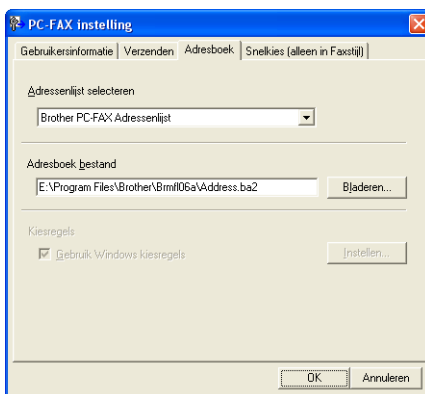 PC-FAX instelling
Gebruikersinformatie Verzenden Adresboek Snelkies (alleen in Faxstijl)
Adressenlijst selecteren
Brother PC-FAX Adressenlijst
Adresboek bestand
E:\Program Files\Brother\Brmfl06a\Address.ba2 Bladeren...
Kiesregels
Gebruik Windows kiesregels Instellen...
OK Annuleren